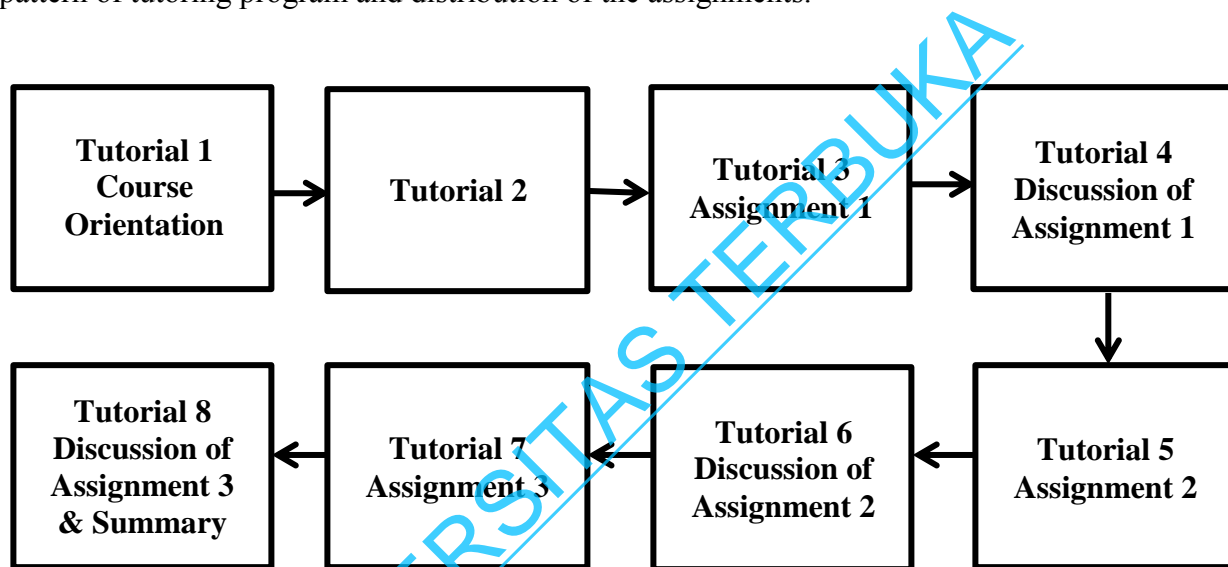 pattern of tutoring program and distribution of the assignments.
Tutorial 1
Course
Orientation
Tutorial 2
Tutorial 3
Assignment 1
Tutorial 4
Discussion of
Assignment 1
Tutorial 8
Discussion of
Assignment 3
& Summary
Tutorial 7
Assignment 3
Tutorial 6
Discussion of
Assignment 2
Tutorial 5
Assignment 2
ERSITAS TERBUKA